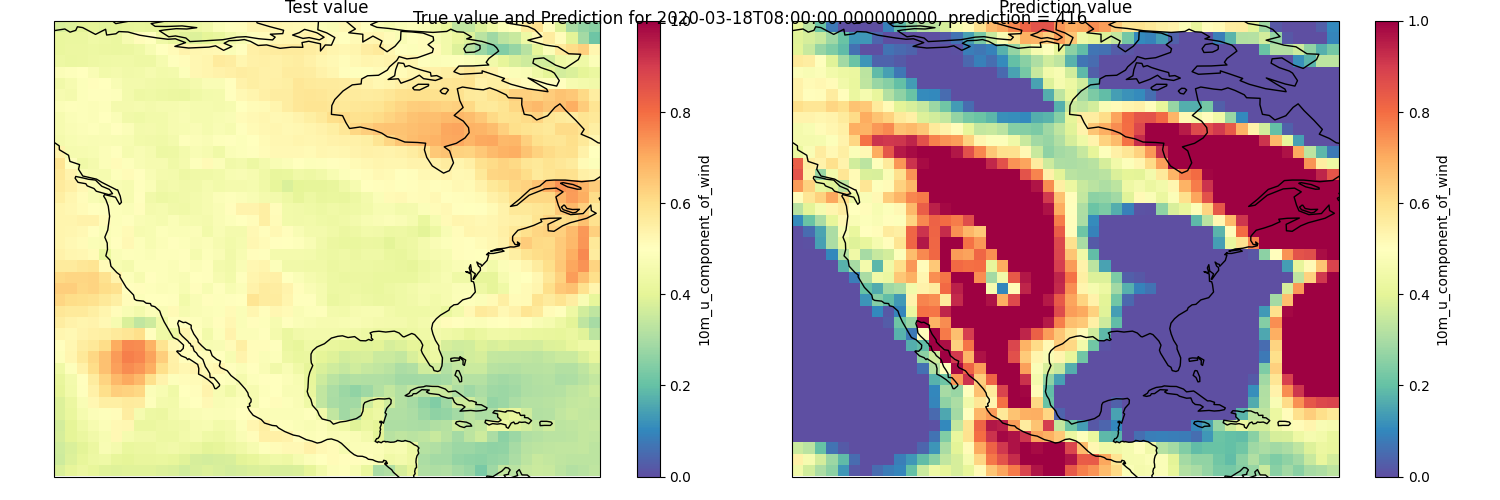 Test value
Prediction value
True value and Prediction for 2020-03-18T08:00:00.000000000, prediction = 416
1.0
0.8
0.6
0.4
0.2
0.0
10m_u_component_of_wind
1.0
0.8
0.6
0.4
0.2
0.0
10m_u_component_of_wind